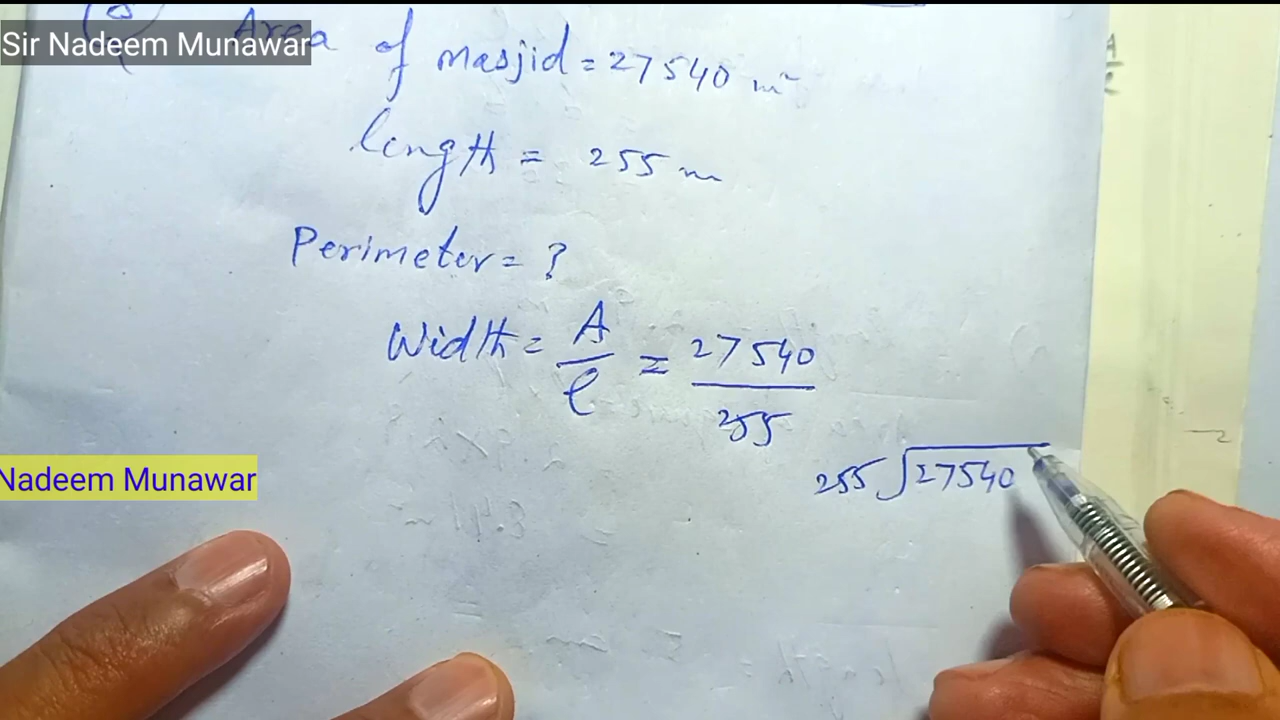 Sir Nadeem Munawar
Area of masjid = 27540 m²
length = 255 m
Perimeter = ?
Width = A/l = 27540/255
255 √27540
Nadeem Munawar